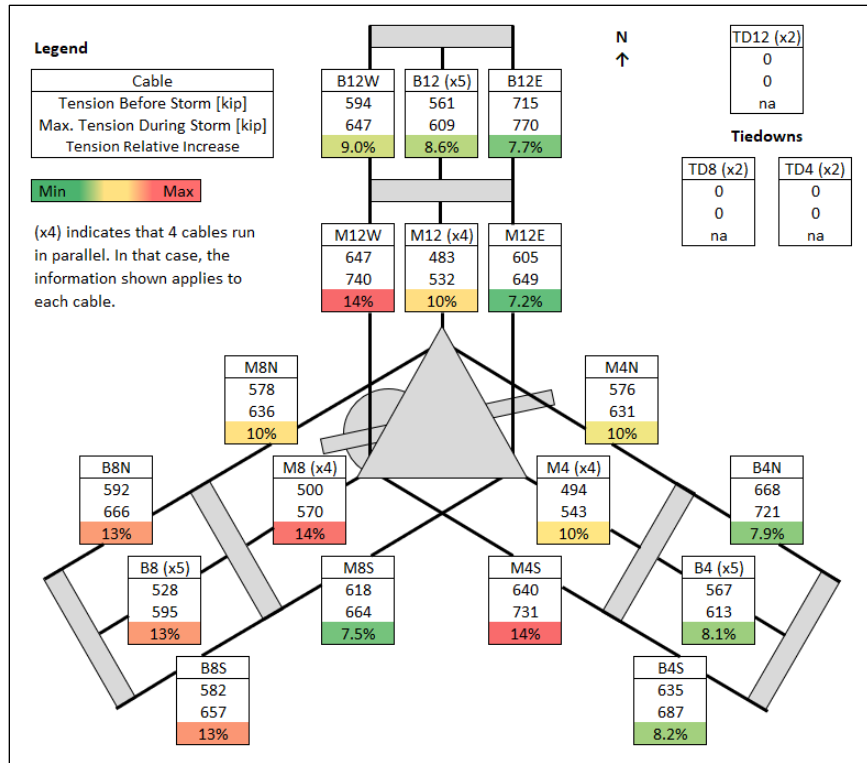 Legend
Cable
Tension Before Storm [kip]
Max. Tension During Storm [kip]
Tension Relative Increase
Min Max
(x4) indicates that 4 cables run
in parallel. In that case, the
information shown applies to
each cable.
N
↑
B12W
594
647
9.0%
B12 (x5)
561
609
8.6%
B12E
715
770
7.7%
TD12 (x2)
0
0
na
Tiedowns
TD8 (x2)
0
0
na
TD4 (x2)
0
0
na
M12W
647
740
14%
M12 (x4)
483
532
10%
M12E
605
649
7.2%
M8N
578
636
10%
M4N
576
631
10%
B8N
592
666
13%
M8 (x4)
500
570
14%
M4 (x4)
494
543
10%
B4N
668
721
7.9%
B8 (x5)
528
595
13%
M8S
618
664
7.5%
M4S
640
731
14%
B4 (x5)
567
613
8.1%
B8S
582
657
13%
B4S
635
687
8.2%